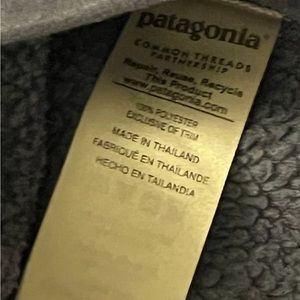 patagonia®
COMMON THREADS
PARTNERSHIP
Repair, Reuse, Recycle
This Product
www.patagonia.com
100% POLYESTER
EXCLUSIVE OF TRIM
MADE IN THAILAND
FABRIQUÉ EN THAILANDE
HECHO EN TAILANDIA